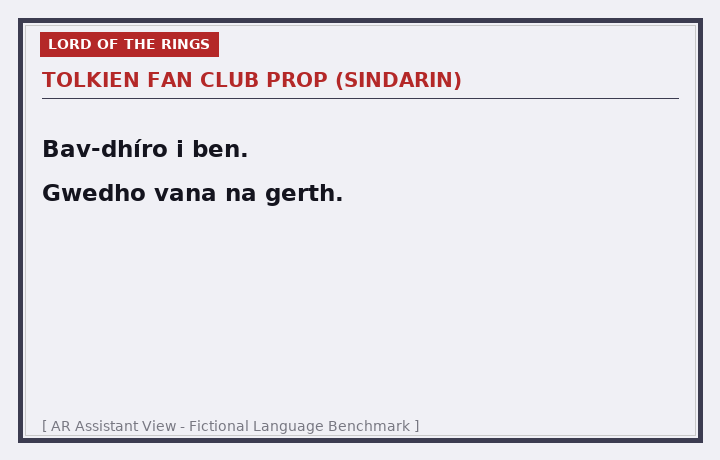 LORD OF THE RINGS
TOLKIEN FAN CLUB PROP (SINDARIN)
Bav-dhíro i ben.
Gwedho vana na gerth.
[ AR Assistant View - Fictional Language Benchmark ]